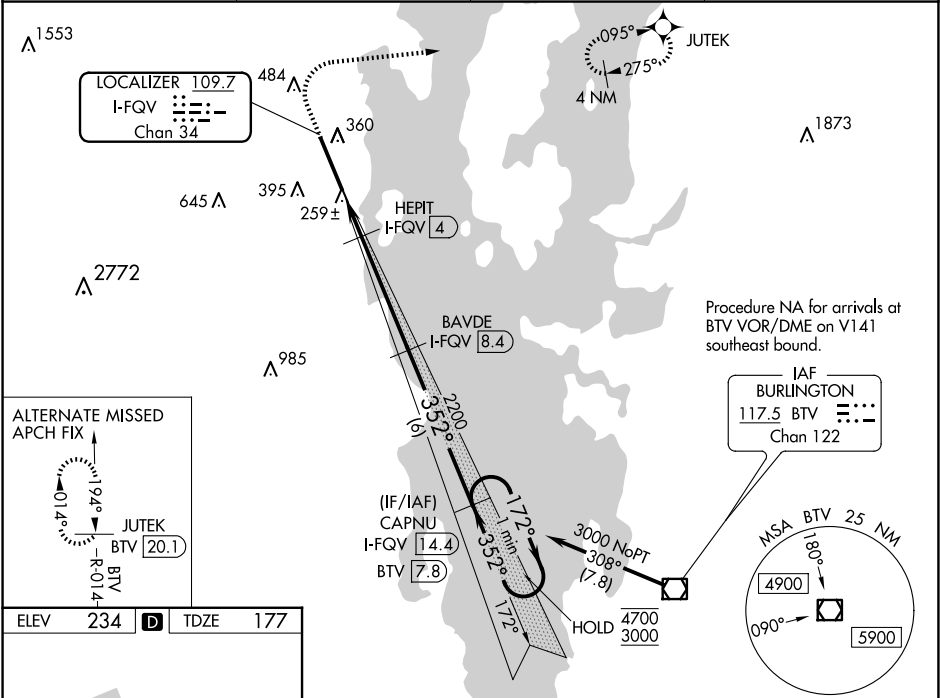 1553
484
LOCALIZER 109.7
I-FQV
Chan 34
360
095°
275°
JUTEK
4 NM
1873
645
395
259±
HEPIT
I-FQV 4
2772
985
BAVDE
I-FQV 8.4
Procedure NA for arrivals at
BTV VOR/DME on V141
southeast bound.
IAF
BURLINGTON
117.5 BTV
Chan 122
2200
352°
(6)
ALTERNATE MISSED
APCH FIX
014°
194°
JUTEK
BTV 20.1
R-014
BTV
(IF/IAF)
CAPNU
I-FQV 14.4
BTV 7.8
172°
1 min
352°
172°
3000 NoPT
308°
(7.8)
HOLD 4700
3000
MSA BTV 25 NM
180°
4900
090°
5900
ELEV 234 D TDZE 177